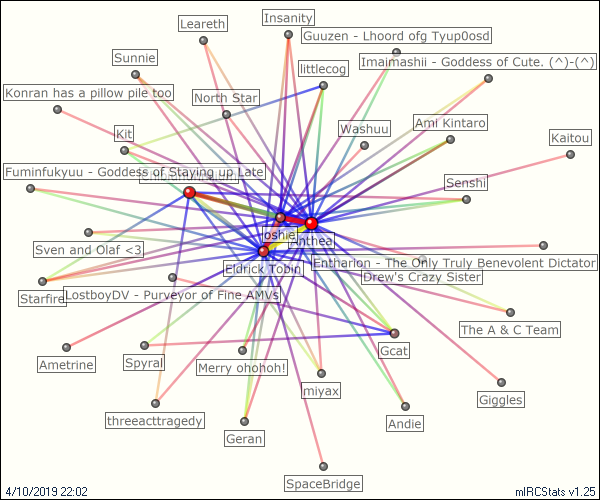 Leareth
Insanity
Guuzen - Lhoord ofg Tyup0osd
Sunnie
littlecog
Imaimashii - Goddess of Cute. (^)-(^)
Konran has a pillow pile too
North Star
Kit
Washuu
Ami Kintaro
Kaitou
Fuminfukyuu - Goddess of Staying up Late
Senshi
Sven and Olaf <3
Joshie
Anthea
Eldrick Tobin
Entharion - The Only Truly Benevolent Dictator
Drew's Crazy Sister
Starfire
LostboyDV - Purveyor of Fine AMVs
The A & C Team
Ametrine
Spyral
Merry ohohoh!
Gcat
miyax
Giggles
threeacttragedy
Geran
Andie
SpaceBridge
4/10/2019 22:02
mIRCStats v1.25